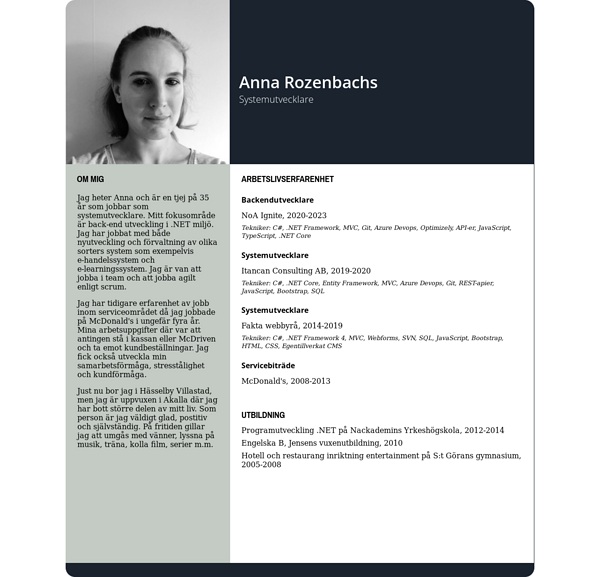 Anna Rozenbachs
Systemutvecklare
OM MIG
Jag heter Anna och är en tjej på 35
år som jobbar som
systemutvecklare. Mitt fokusområde
är back-end utveckling i .NET miljö.
Jag har jobbat med både
nyutveckling och förvaltning av olika
sorters system som exempelvis
e-handelssystem och
e-learningssystem. Jag är van att
jobba i team och att jobba agilt
enligt scrum.
Jag har tidigare erfarenhet av jobb
inom serviceområdet då jag jobbade
på McDonald's i ungefär fyra år.
Mina arbetsuppgifter där var att
antingen stå i kassan eller McDriven
och ta emot kundbeställningar. Jag
fick också utveckla min
samarbetsförmåga, stresstålighet
och kundförmåga.
Just nu bor jag i Hässelby Villastad,
men jag är uppvuxen i Akalla där jag
har bott större delen av mitt liv. Som
person är jag väldigt glad, postitiv
och självständig. På fritiden gillar
jag att umgås med vänner, lyssna på
musik, träna, kolla film, serier m.m.
ARBETSLIVSERFARENHET
Backendutvecklare
NoA Ignite, 2020-2023
Tekniker: C#, .NET Framework, MVC, Git, Azure Devops, Optimizely, API-er, JavaScript,
TypeScript, .NET Core
Systemutvecklare
Itancan Consulting AB, 2019-2020
Tekniker: C#, .NET Core, Entity Framework, MVC, Azure Devops, Git, REST-apier,
JavaScript, Bootstrap, SQL
Systemutvecklare
Fakta webbyrå, 2014-2019
Tekniker: C#, .NET Framework 4, MVC, Webforms, SVN, SQL, JavaScript, Bootstrap,
HTML, CSS, Egentillverkat CMS
Servicebiträde
McDonald's, 2008-2013
UTBILDNING
Programutveckling .NET på Nackademins Yrkeshögskola, 2012-2014
Engelska B, Jensens vuxenutbildning, 2010
Hotell och restaurang inriktning entertainment på S:t Görans gymnasium,
2005-2008